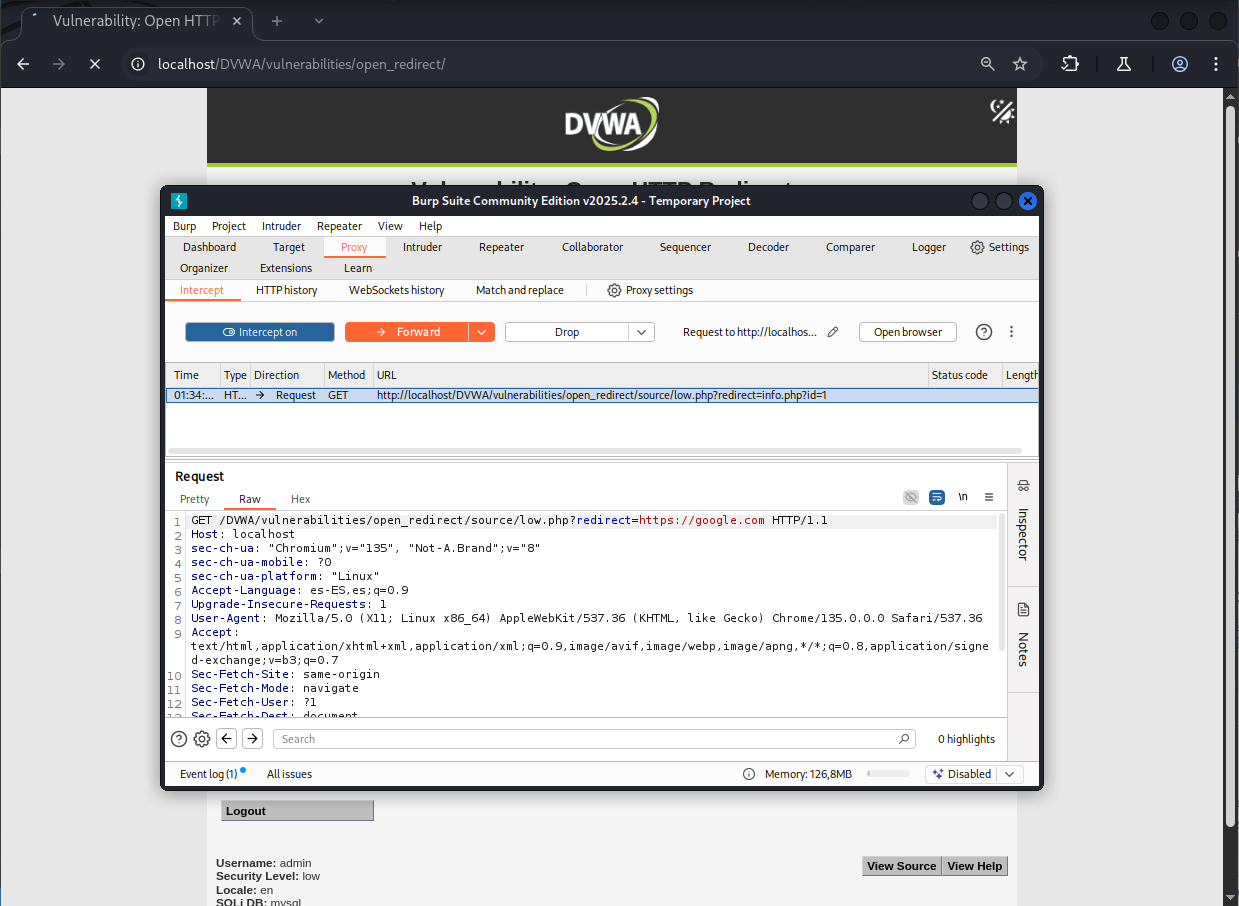 Vulnerability: Open HTTP
localhost/DVWA/vulnerabilities/open_redirect/
DVWA
Vulnerability: Open HTTP Redirect
Burp Suite Community Edition v2025.2.4 - Temporary Project
Burp Project Intruder Repeater View Help
Dashboard Target Proxy Intruder Repeater Collaborator Sequencer Decoder Comparer Logger Settings
Organizer Extensions Learn
Intercept HTTP history WebSockets history Match and replace Proxy settings
Intercept on Forward Drop Request to http://localhos... Open browser
Time Type Direction Method URL Status code Length
01:34:... HT... Request GET http://localhost/DVWA/vulnerabilities/open_redirect/source/low.php?redirect=info.php?id=1
Request
Pretty Raw Hex \n
1 GET /DVWA/vulnerabilities/open_redirect/source/low.php?redirect=https://google.com HTTP/1.1
2 Host: localhost
3 sec-ch-ua: "Chromium";v="135", "Not-A.Brand";v="8"
4 sec-ch-ua-mobile: ?0
5 sec-ch-ua-platform: "Linux"
6 Accept-Language: es-ES,es;q=0.9
7 Upgrade-Insecure-Requests: 1
8 User-Agent: Mozilla/5.0 (X11; Linux x86_64) AppleWebKit/537.36 (KHTML, like Gecko) Chrome/135.0.0.0 Safari/537.36
9 Accept:
text/html,application/xhtml+xml,application/xml;q=0.9,image/avif,image/webp,image/apng,*/*;q=0.8,application/signe
d-exchange;v=b3;q=0.7
10 Sec-Fetch-Site: same-origin
11 Sec-Fetch-Mode: navigate
12 Sec-Fetch-User: ?1
13 Sec-Fetch-Dest: document
Inspector
Notes
Search 0 highlights
Event log (1) All issues Memory: 126,8MB Disabled
Logout
Username: admin
Security Level: low
Locale: en
SQLi DB: mysql
View Source View Help